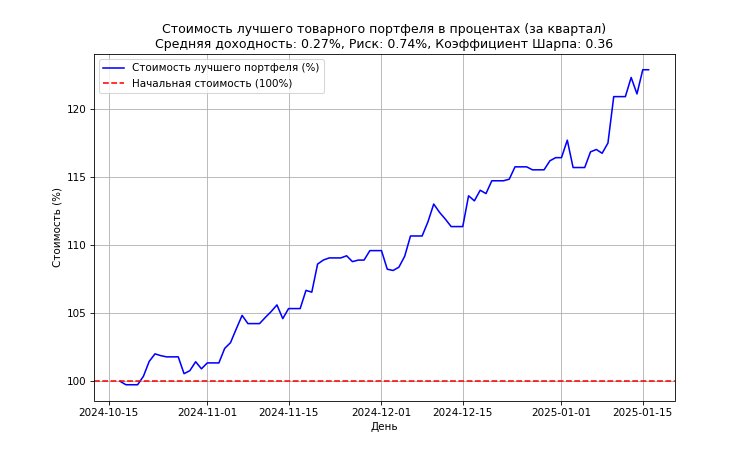 Стоимость лучшего товарного портфеля в процентах (за квартал)
Средняя доходность: 0.27%, Риск: 0.74%, Коэффициент Шарпа: 0.36
Стоимость лучшего портфеля (%)
Начальная стоимость (100%)
Стоимость (%)
120
115
110
105
100
2024-10-15
2024-11-01
2024-11-15
2024-12-01
2024-12-15
2025-01-01
2025-01-15
День